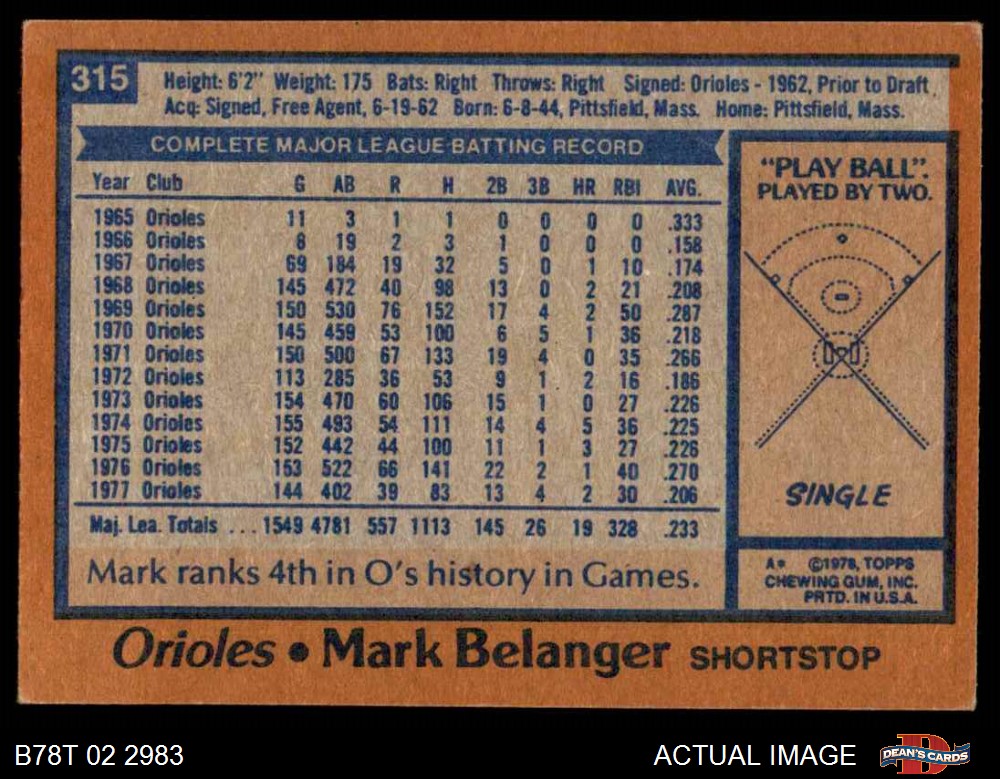 315
Height: 6'2" Weight: 175 Bats: Right Throws: Right Signed: Orioles - 1962, Prior to Draft
Acq: Signed, Free Agent, 6-19-62 Born: 6-8-44, Pittsfield, Mass. Home: Pittsfield, Mass.
COMPLETE MAJOR LEAGUE BATTING RECORD
Year Club G AB R H 2B 3B HR RBI AVG.
1965 Orioles 11 3 1 1 0 0 0 0 .333
1966 Orioles 8 19 2 3 1 0 0 0 .158
1967 Orioles 69 184 19 32 5 0 1 10 .174
1968 Orioles 145 472 40 98 13 0 2 21 .208
1969 Orioles 150 530 76 152 17 4 2 50 .287
1970 Orioles 145 459 53 100 6 5 1 36 .218
1971 Orioles 150 500 67 133 19 4 0 35 .266
1972 Orioles 113 285 36 53 9 1 2 16 .186
1973 Orioles 154 470 60 106 15 1 0 27 .226
1974 Orioles 155 493 54 111 14 4 5 36 .225
1975 Orioles 152 442 44 100 11 1 3 27 .226
1976 Orioles 153 522 66 141 22 2 1 40 .270
1977 Orioles 144 402 39 83 13 4 2 30 .206
Maj. Lea. Totals ... 1549 4781 557 1113 145 26 19 328 .233
Mark ranks 4th in O's history in Games.
"PLAY BALL".
PLAYED BY TWO.
SINGLE
A* ©1978, TOPPS
CHEWING GUM, INC.
PRTD. IN U.S.A.
Orioles • Mark Belanger SHORTSTOP
B78T 02 2983
ACTUAL IMAGE
DEAN'S CARDS